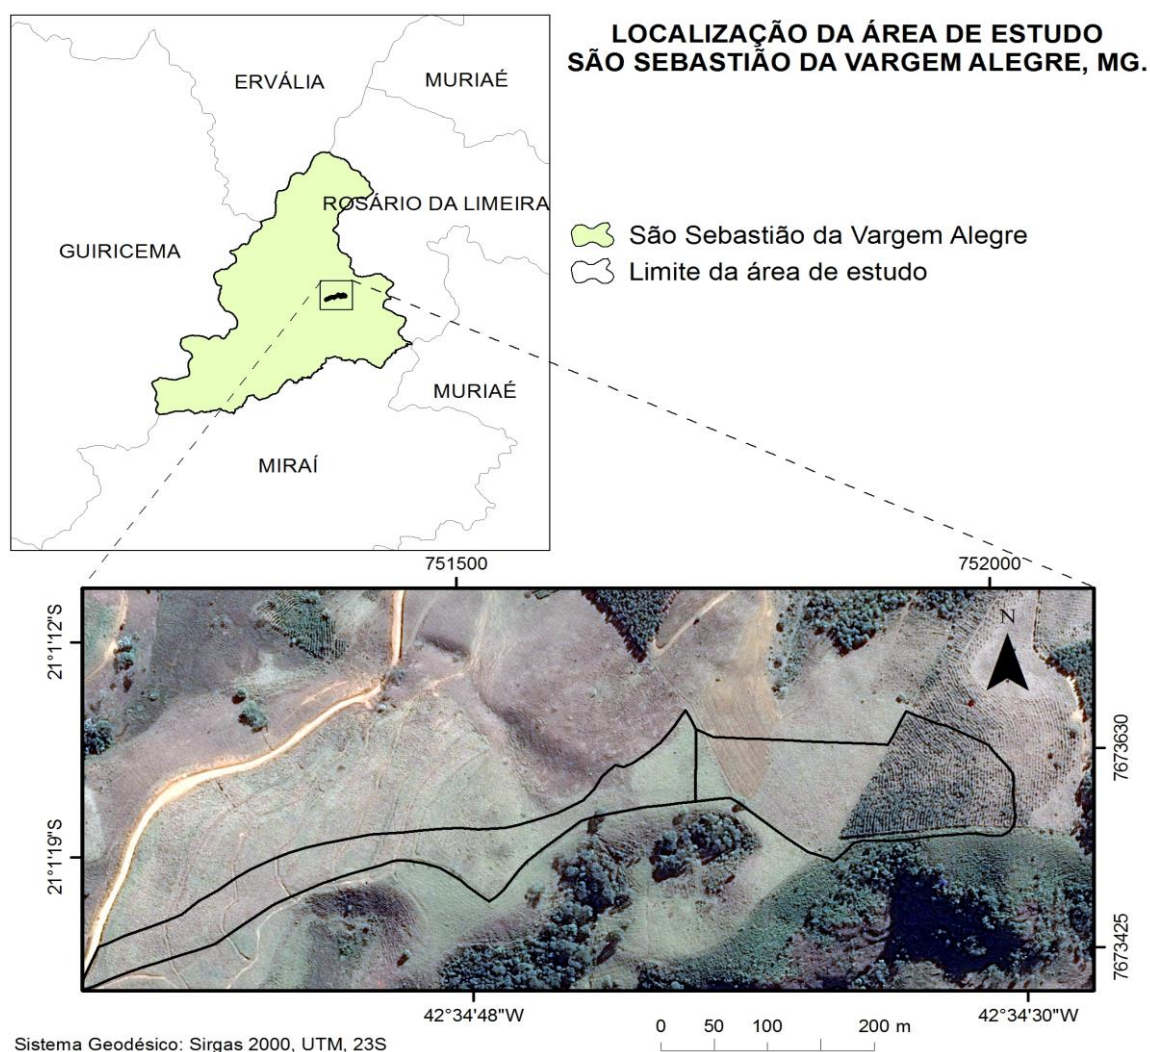 LOCALIZAÇÃO DA ÁREA DE ESTUDO
SÃO SEBASTIÃO DA VARGEM ALEGRE, MG.
ERVÁLIA
MURIAÉ
ROSÁRIO DA LIMEIRA
GUIRICEMA
MURIAÉ
MIRAÍ
São Sebastião da Vargem Alegre
Limite da área de estudo
751500
752000
21°1'12"S
N
7673630
21°1'19"S
7673425
42°34'48"W
42°34'30"W
0 50 100 200 m
Sistema Geodésico: Sirgas 2000, UTM, 23S